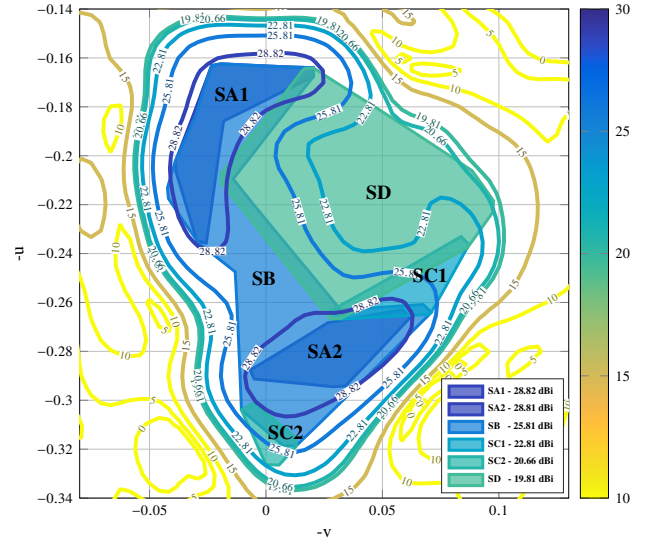 -u
−0.14
−0.16
−0.18
−0.2
−0.22
−0.24
−0.26
−0.28
−0.3
−0.32
−0.34
−0.05
0
0.05
0.1
-v
30
25
20
15
10
SA1
SD
SB
SC1
SA2
SC2
SA1 - 28.82 dBi
SA2 - 28.81 dBi
SB - 25.81 dBi
SC1 - 22.81 dBi
SC2 - 20.66 dBi
SD - 19.81 dBi
19.81
20.66
22.81
25.81
28.82
15
10
5
0